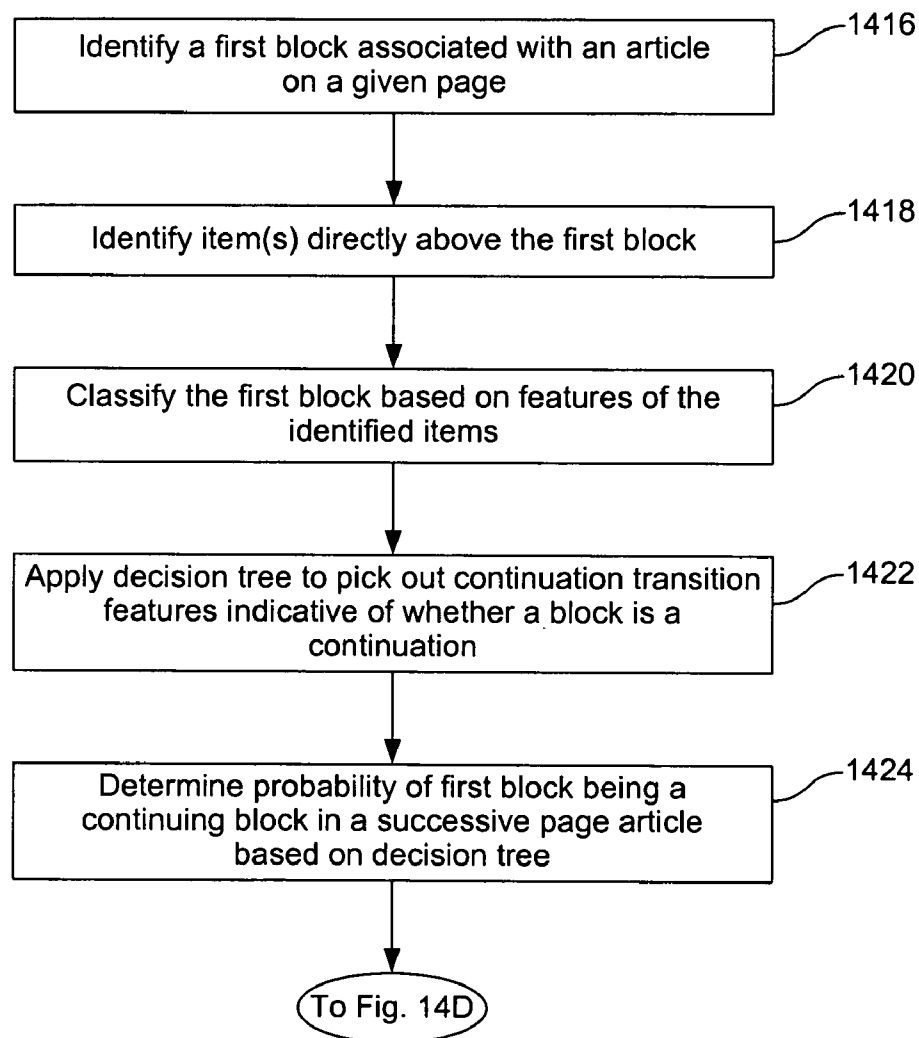 Identify a first block associated with an article
on a given page
1416
Identify item(s) directly above the first block
1418
Classify the first block based on features of the
identified items
1420
Apply decision tree to pick out continuation transition
features indicative of whether a block is a
continuation
1422
Determine probability of first block being a
continuing block in a successive page article
based on decision tree
1424
To Fig. 14D